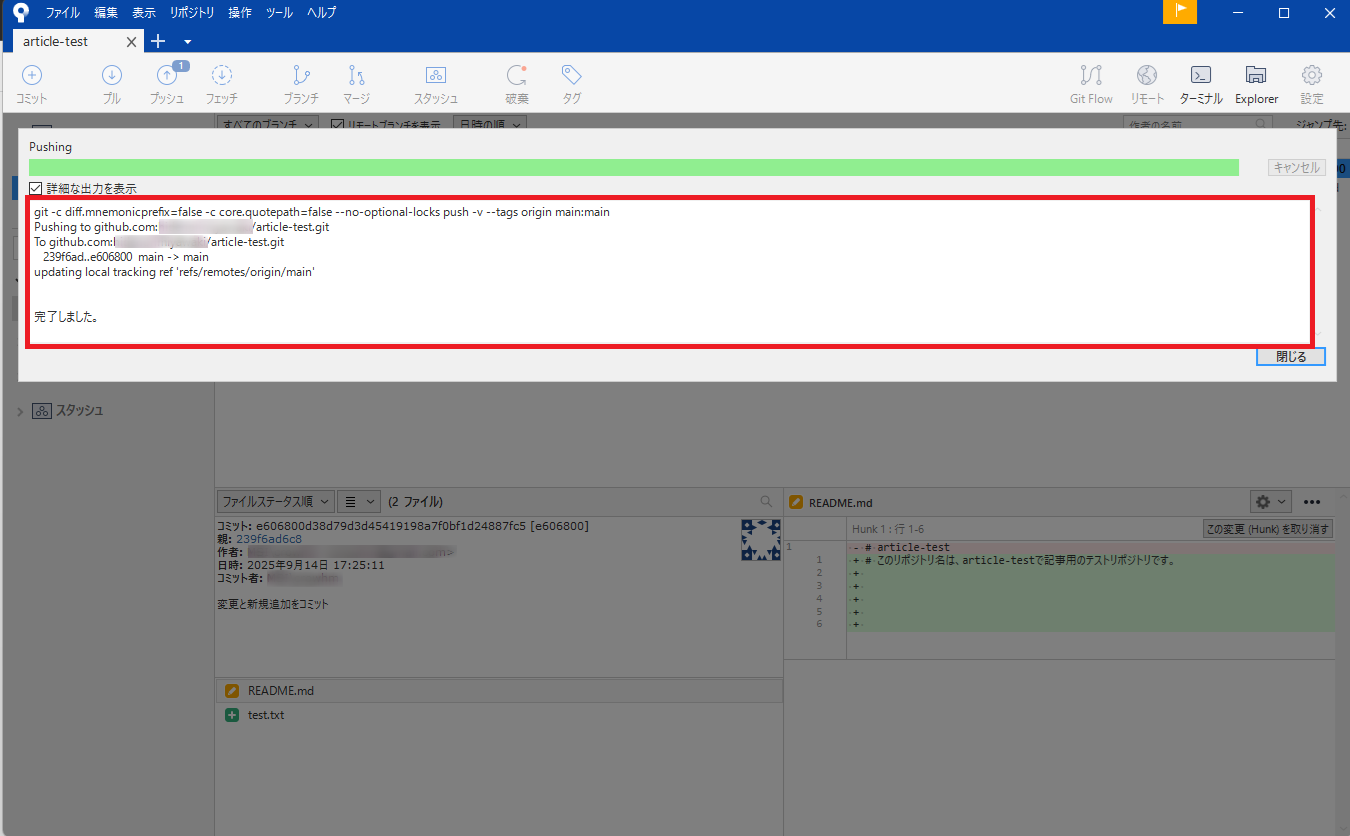 ファイル 編集 表示 リポジトリ 操作 ツール ヘルプ
article-test
1
コミット プル プッシュ フェッチ ブランチ マージ スタッシュ 破棄 タグ Git Flow リモート ターミナル Explorer 設定
すべてのブランチ リモートブランチを表示 日時の順 作者の名前 ジャンプ先:
Pushing
キャンセル
詳細な出力を表示
git -c diff.mnemonicprefix=false -c core.quotepath=false --no-optional-locks push -v --tags origin main:main
Pushing to github.com: /article-test.git
To github.com: /article-test.git
239f6ad..e606800 main -> main
updating local tracking ref 'refs/remotes/origin/main'
完了しました。
閉じる
スタッシュ
ファイルステータス順 (2 ファイル)
README.md
コミット: e606800d38d79d3d45419198a7f0bf1d24887fc5 [e606800]
親: 239f6ad6c8
作者:
日時: 2025年9月14日 17:25:11
コミット者:
変更と新規追加をコミット
README.md
test.txt
Hunk 1 : 行 1-6 この変更 (Hunk) を取り消す
1 - # article-test
1 + # このリポジトリ名は、article-testで記事用のテストリポジトリです。
2 +
3 +
4 +
5 +
6 +